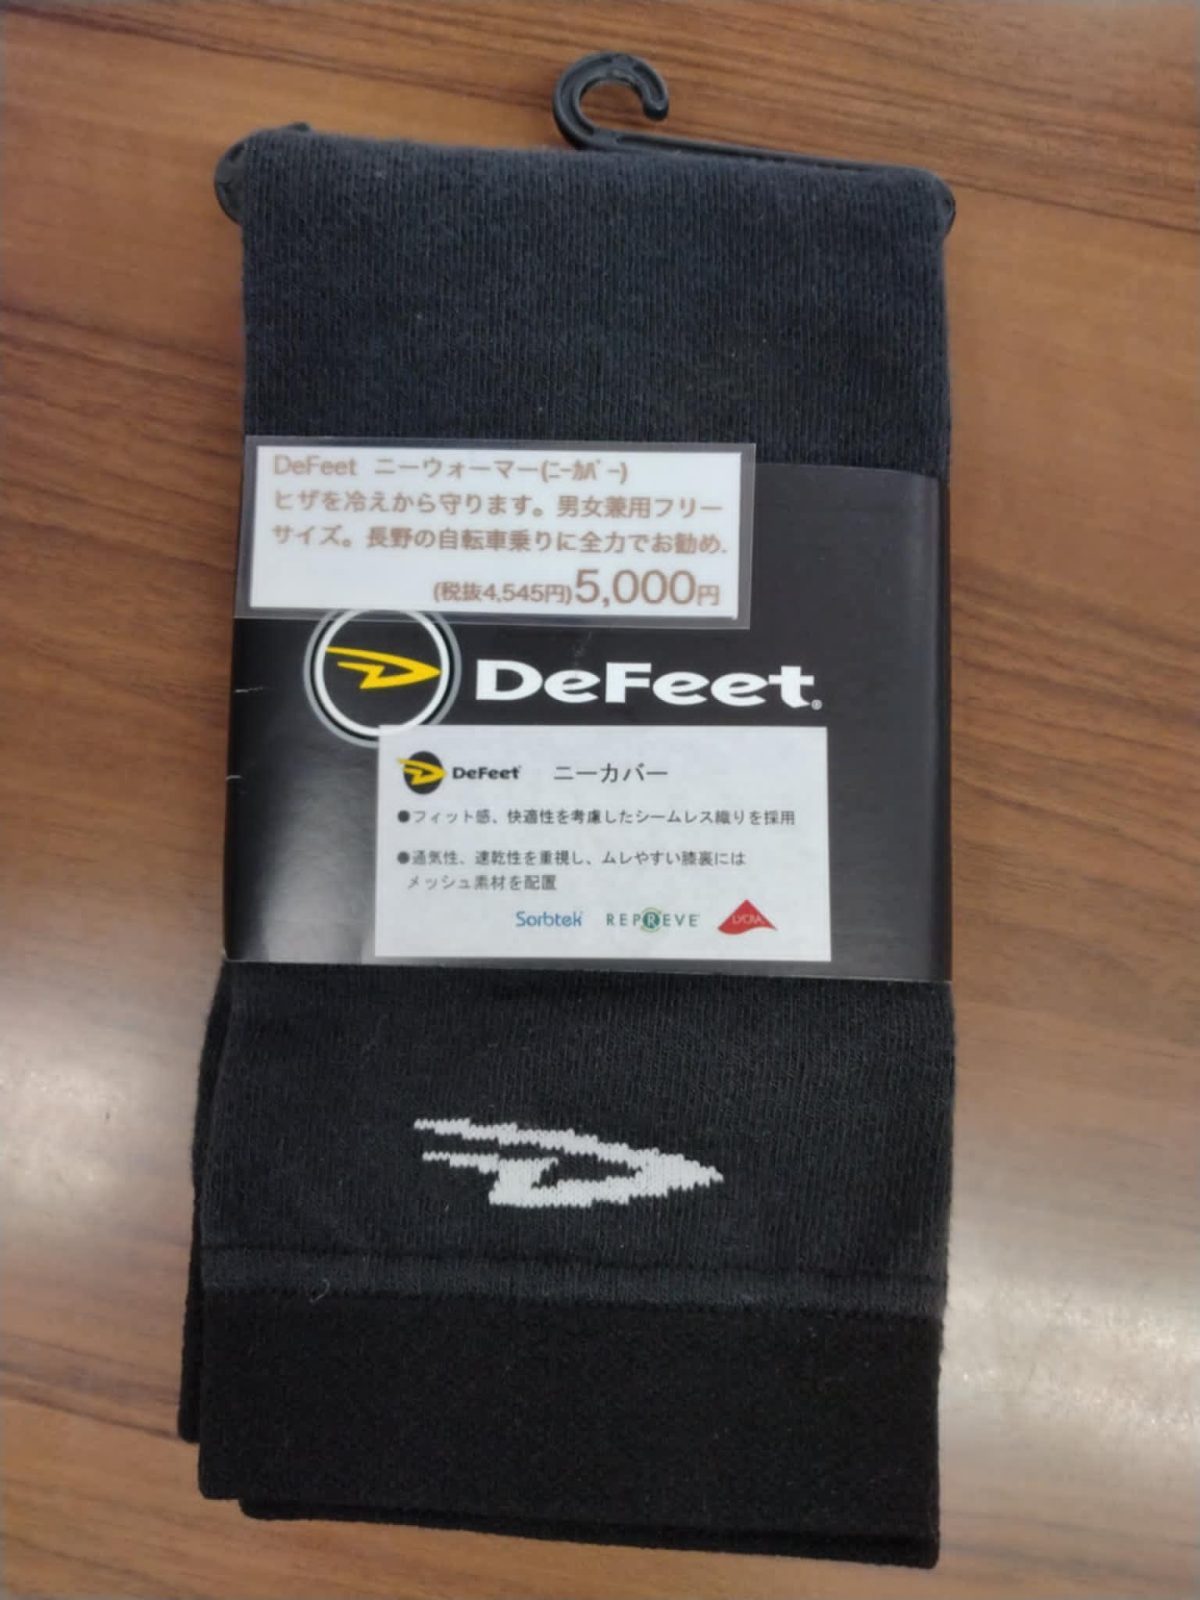 DeFeet ニーウォーマー(ﾆｰｶﾊﾞｰ)
ヒザを冷えから守ります。男女兼用フリー
サイズ。長野の自転車乗りに全力でお勧め.
(税抜4,545円)5,000円
DeFeet®
DeFeet ニーカバー
●フィット感、快適性を考慮したシームレス織りを採用
●通気性、速乾性を重視し、ムレやすい膝裏には
メッシュ素材を配置
Sorbtek REPREVE LYCRA